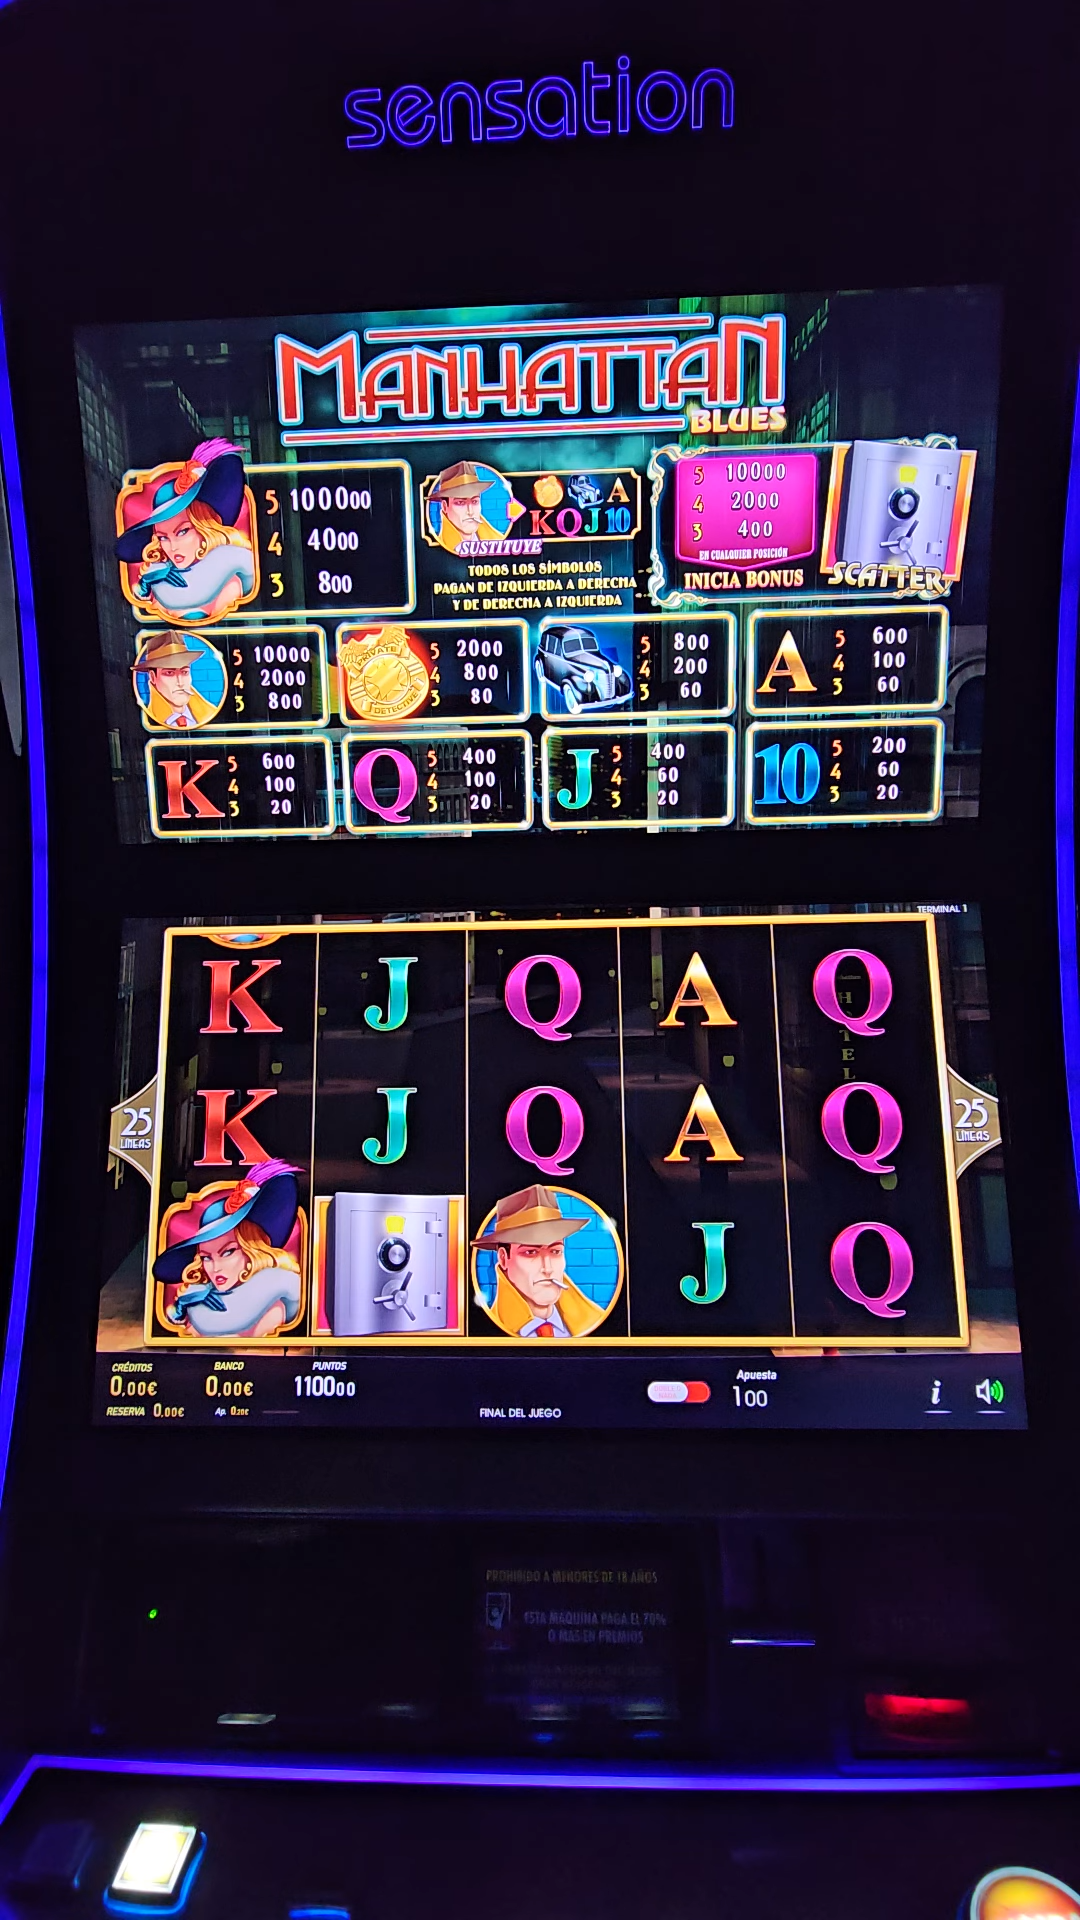 sensation
MANHATTAN
BLUES
5 100000
4 4000
3 800
A
K Q J 10
SUSTITUYE
TODOS LOS SÍMBOLOS
PAGAN DE IZQUIERDA A DERECHA
Y DE DERECHA A IZQUIERDA
5 10000
4 2000
3 400
EN CUALQUIER POSICIÓN
INICIA BONUS
SCATTER
5 10000
4 2000
3 800
PRIVATE
DETECTIVE
5 2000
4 800
3 80
5 800
4 200
3 60
A
5 600
4 100
3 60
K
5 600
4 100
3 20
Q
5 400
4 100
3 20
J
5 400
4 60
3 20
10
5 200
4 60
3 20
TERMINAL 1
K J Q A Q
HOTEL
K J Q A Q
25
LÍNEAS
25
LÍNEAS
J Q
CRÉDITOS
0,00€
BANCO
0,00€
PUNTOS
110000
Apuesta
100
RESERVA 0,00€
Ap. 0,20€
FINAL DEL JUEGO
i
PROHIBIDO A MENORES DE 18 AÑOS
ESTA MÁQUINA PAGA EL 70%
O MAS EN PREMIOS